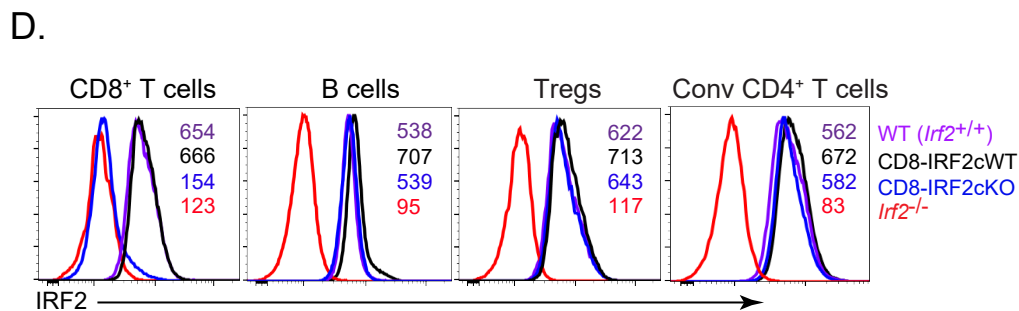 D.
CD8⁺ T cells
654
666
154
123
B cells
538
707
539
95
Tregs
622
713
643
117
Conv CD4⁺ T cells
562
672
582
83
WT (Irf2⁺/⁺)
CD8-IRF2cWT
CD8-IRF2cKO
Irf2⁻/⁻
IRF2